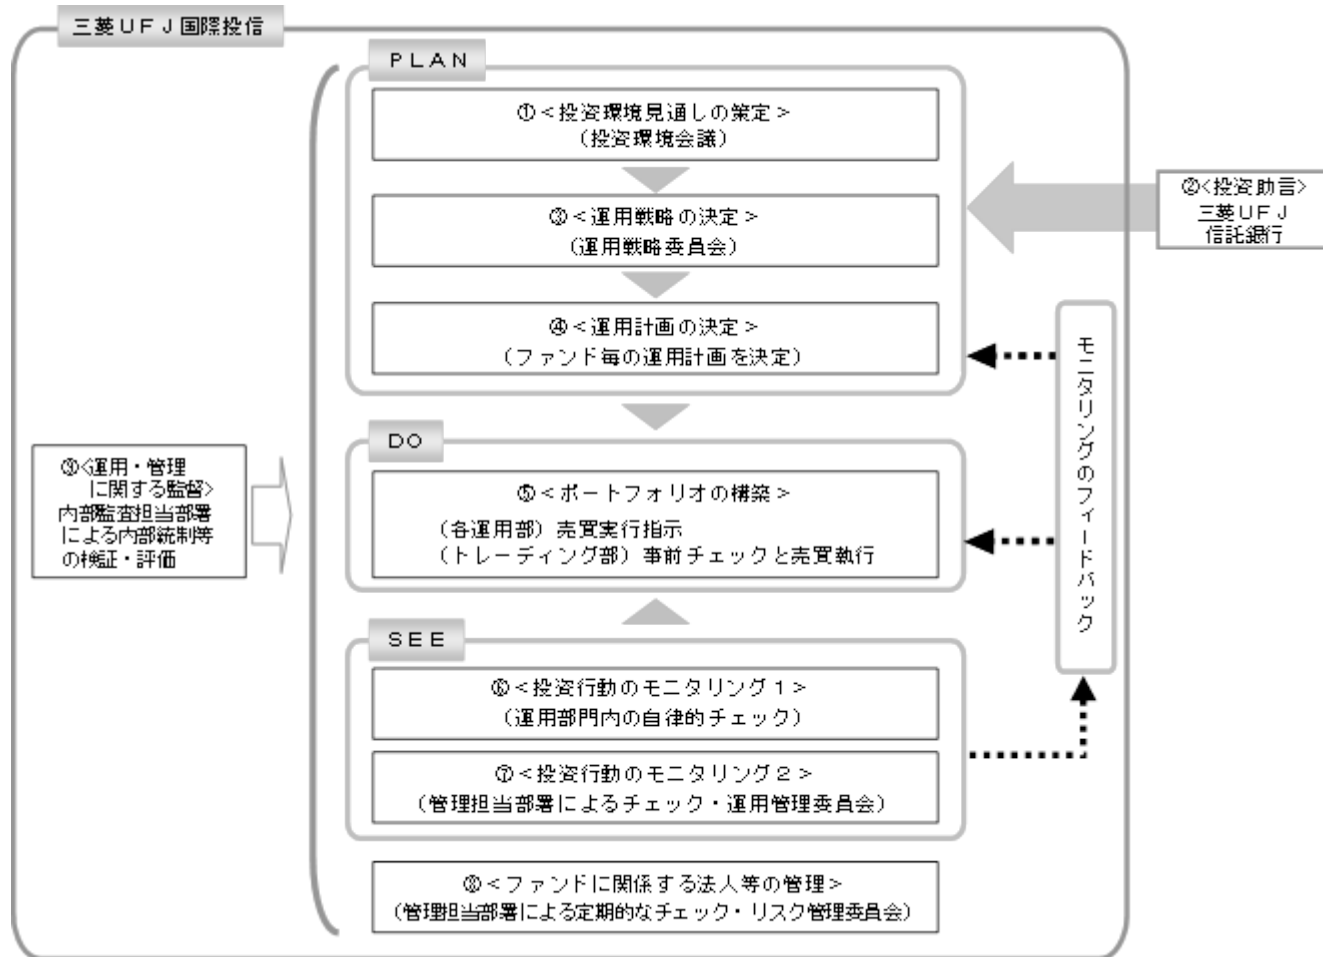 三菱ＵＦＪ国際投信
ＰＬＡＮ
①＜投資環境見通しの策定＞
（投資環境会議）
②<投資助言>
三菱ＵＦＪ
信託銀行
③＜運用戦略の決定＞
（運用戦略委員会）
④＜運用計画の決定＞
（ファンド毎の運用計画を決定）
モニタリングのフィードバック
ＤＯ
⑤＜ポートフォリオの構築＞
（各運用部）売買実行指示
（トレーディング部）事前チェックと売買執行
⑨<運用・管理
に関する監督>
内部監査担当部署
による内部統制等
の検証・評価
ＳＥＥ
⑥＜投資行動のモニタリング１＞
（運用部門内の自律的チェック）
⑦＜投資行動のモニタリング２＞
（管理担当部署によるチェック・運用管理委員会）
⑧＜ファンドに関係する法人等の管理＞
（管理担当部署による定期的なチェック・リスク管理委員会）